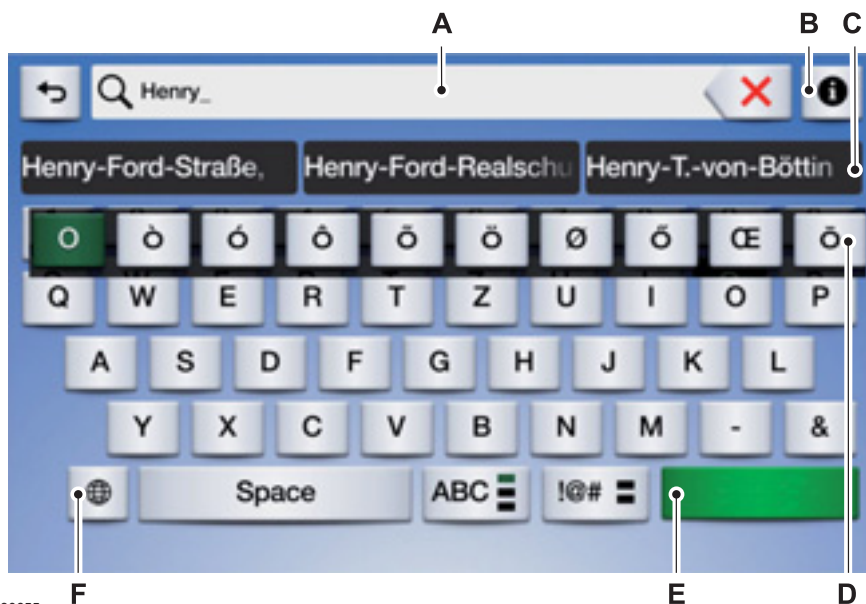 A B C
Henry_
Henry-Ford-Straße, Henry-Ford-Realschu Henry-T.-von-Böttin
O Ò Ó Ô Õ Ö Ø Ő Œ Ō
Q W E R T Z U I O P
A S D F G H J K L
Y X C V B N M - &
Space ABC !@#
F E D